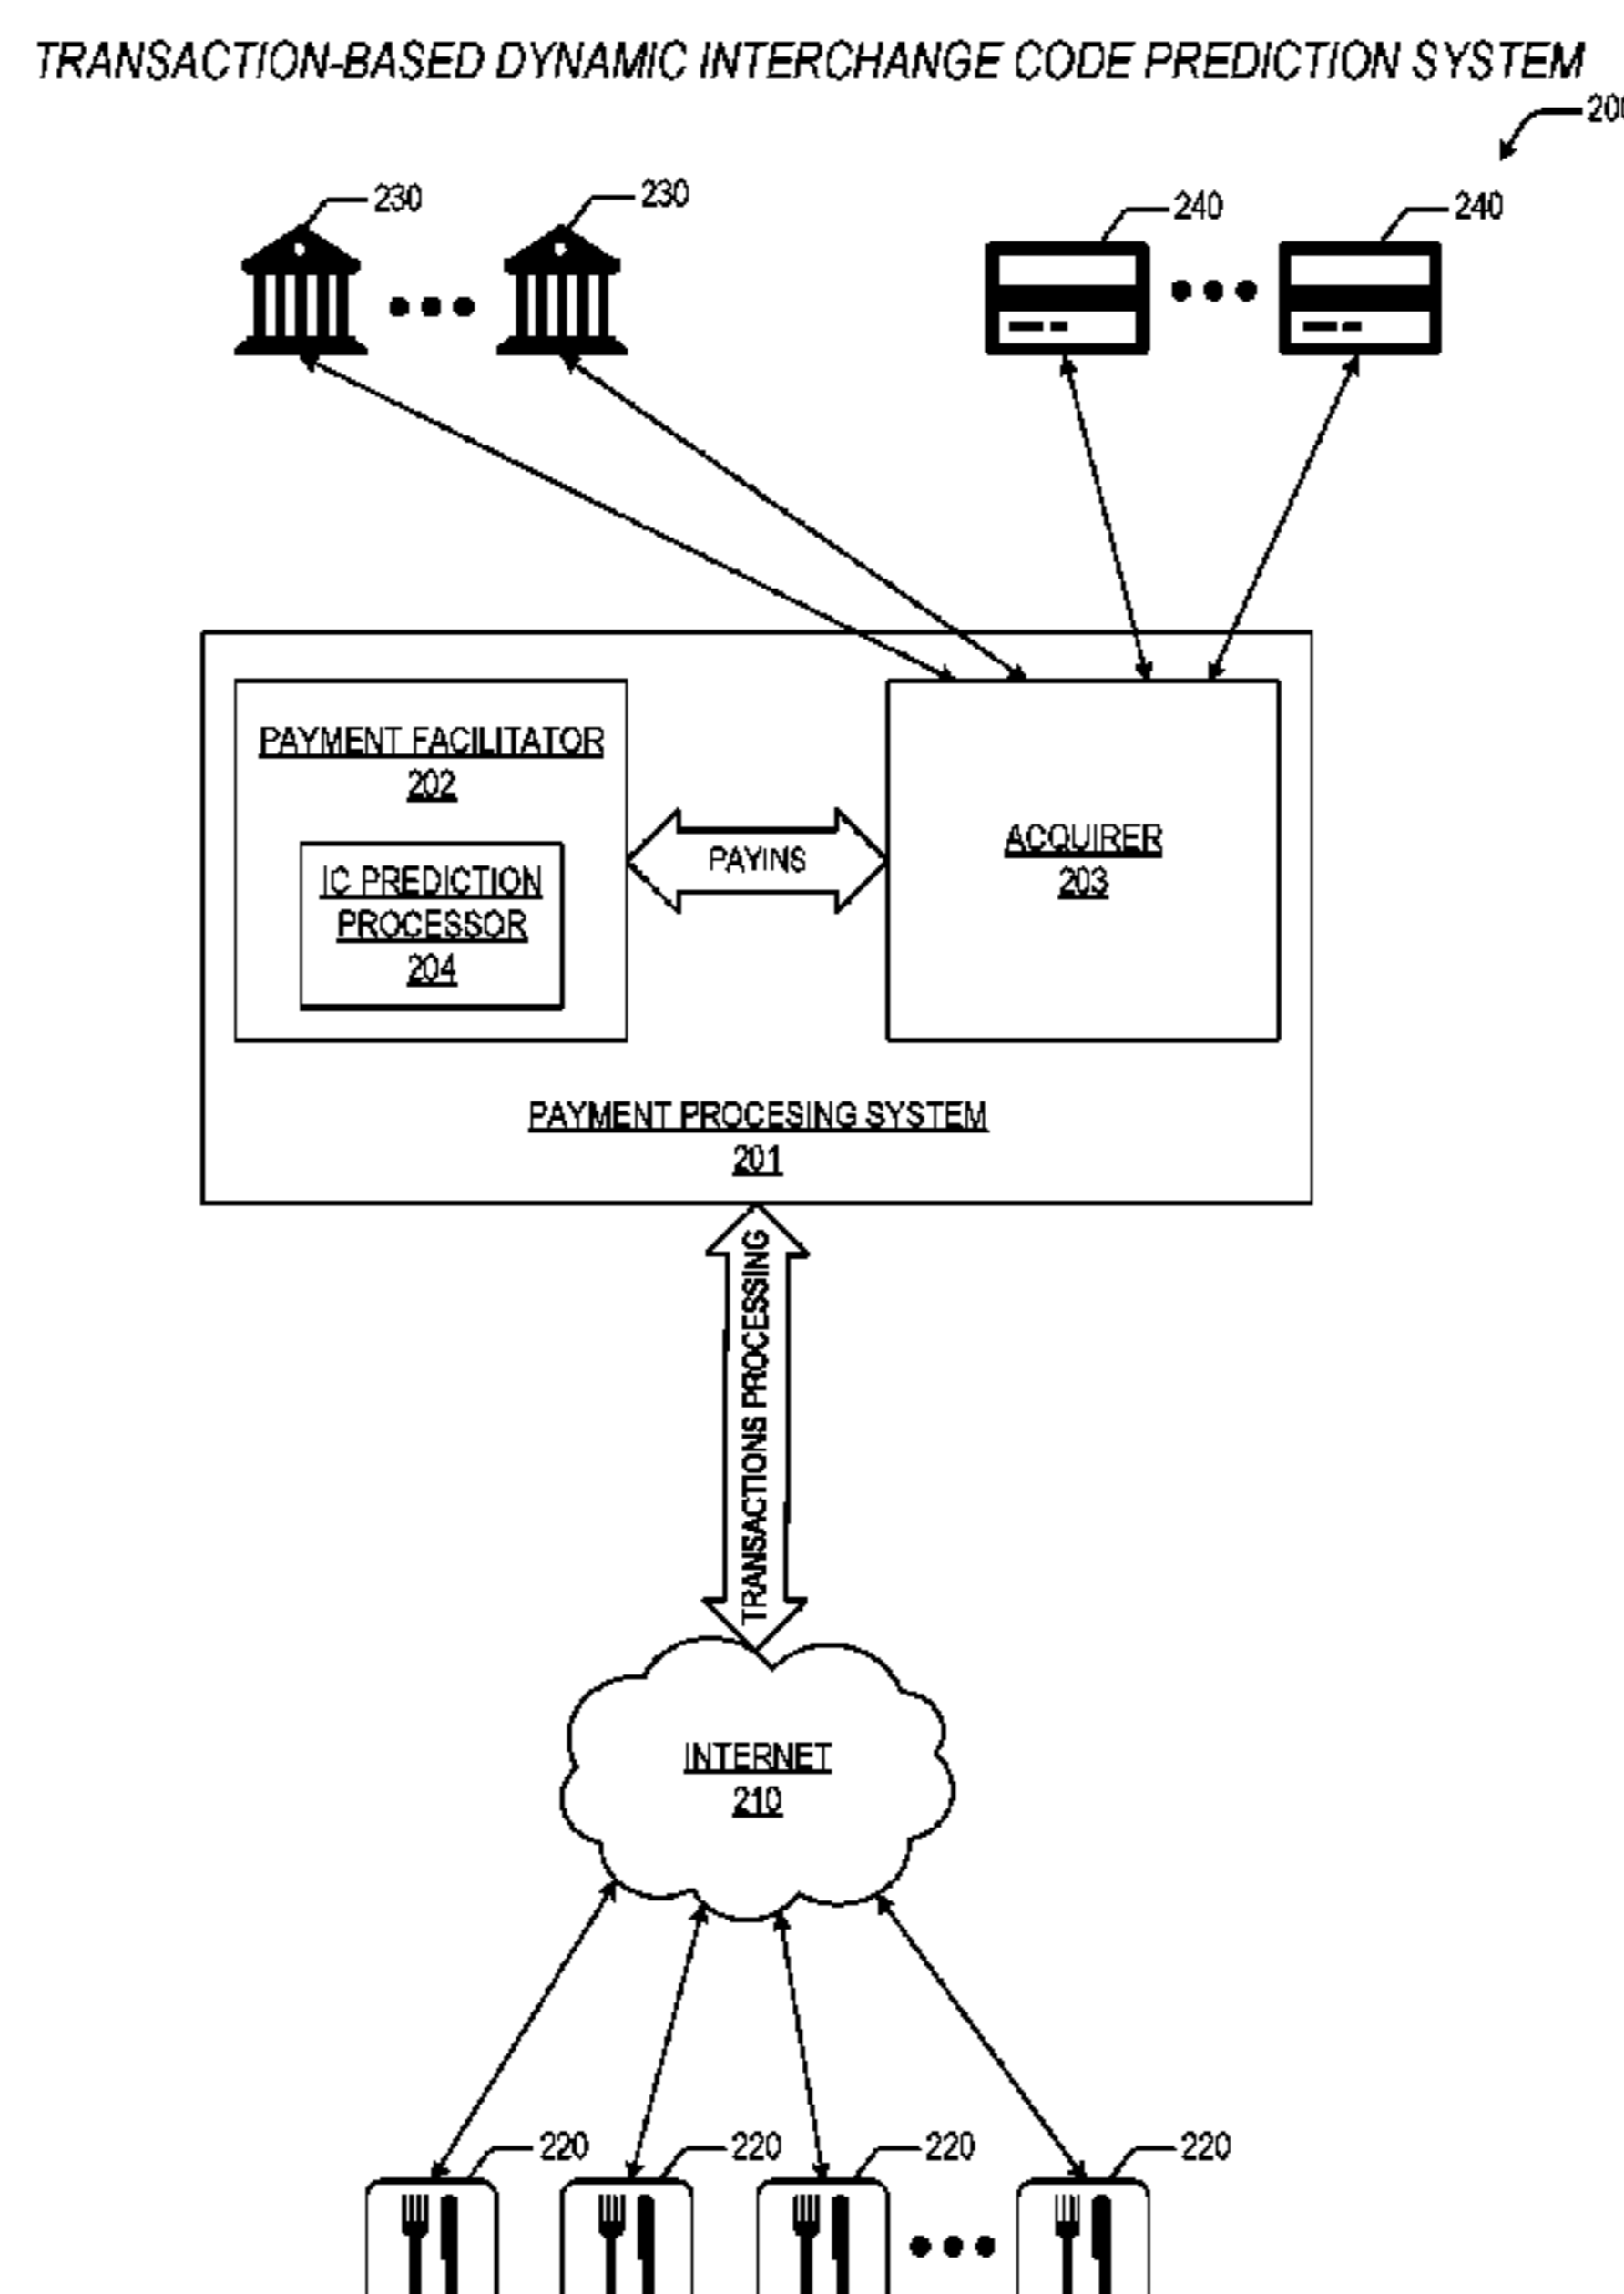 TRANSACTION-BASED DYNAMIC INTERCHANGE CODE PREDICTION SYSTEM
230
230
240
240
PAYMENT FACILITATOR
202
IC PREDICTION
PROCESSOR
204
PAYINS
ACQUIRER
203
PAYMENT PROCESING SYSTEM
201
TRANSACTIONS PROCESSING
INTERNET
210
220
220
220
220